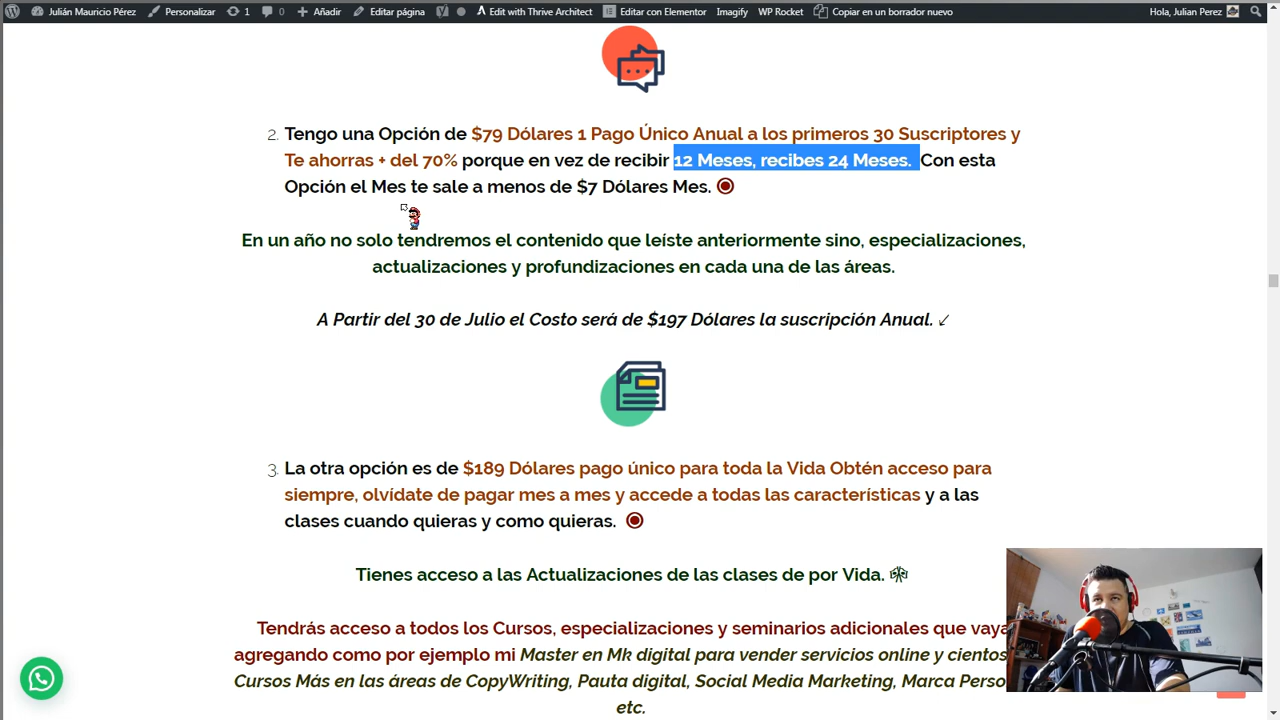 Julián Mauricio Pérez Personalizar 1 0 Añadir Editar página Edit with Thrive Architect Editar con Elementor Imagify WP Rocket Copiar en un borrador nuevo Hola, Julian Perez
2. Tengo una Opción de $79 Dólares 1 Pago Único Anual a los primeros 30 Suscriptores y
Te ahorras + del 70% porque en vez de recibir 12 Meses, recibes 24 Meses. Con esta
Opción el Mes te sale a menos de $7 Dólares Mes.
En un año no solo tendremos el contenido que leíste anteriormente sino, especializaciones,
actualizaciones y profundizaciones en cada una de las áreas.
A Partir del 30 de Julio el Costo será de $197 Dólares la suscripción Anual.
3. La otra opción es de $189 Dólares pago único para toda la Vida Obtén acceso para
siempre, olvídate de pagar mes a mes y accede a todas las características y a las
clases cuando quieras y como quieras.
Tienes acceso a las Actualizaciones de las clases de por Vida.
Tendrás acceso a todos los Cursos, especializaciones y seminarios adicionales que vaya
agregando como por ejemplo mi Master en Mk digital para vender servicios online y cientos
Cursos Más en las áreas de CopyWriting, Pauta digital, Social Media Marketing, Marca Perso
etc.